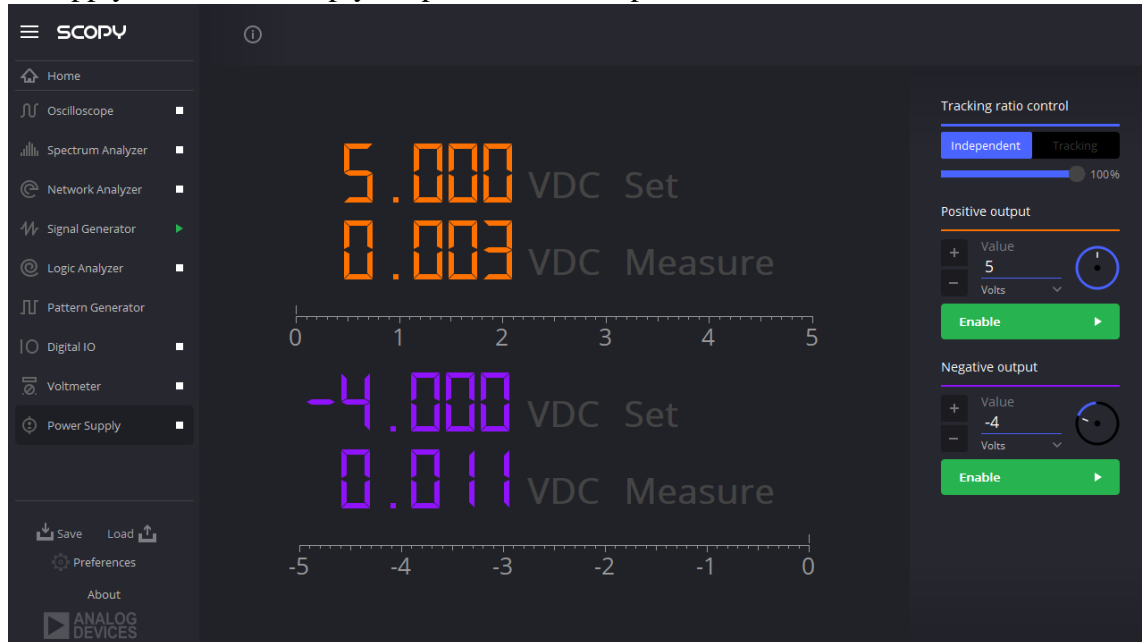 SCOPY
Home
Oscilloscope
Spectrum Analyzer
Network Analyzer
Signal Generator
Logic Analyzer
Pattern Generator
Digital IO
Voltmeter
Power Supply
Save Load
Preferences
About
ANALOG
DEVICES
5.000 VDC Set
0.003 VDC Measure
0 1 2 3 4 5
-4.000 VDC Set
0.011 VDC Measure
-5 -4 -3 -2 -1 0
Tracking ratio control
Independent Tracking
100%
Positive output
+ Value
5
- Volts
Enable
Negative output
+ Value
-4
- Volts
Enable